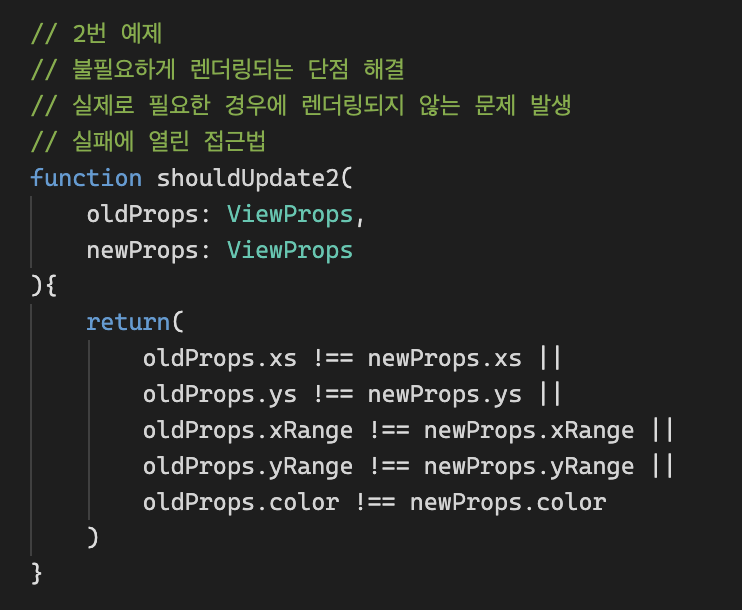 // 2번 예제
// 불필요하게 렌더링되는 단점 해결
// 실제로 필요한 경우에 렌더링되지 않는 문제 발생
// 실패에 열린 접근법
function shouldUpdate2(
    oldProps: ViewProps,
    newProps: ViewProps
){
    return(
        oldProps.xs !== newProps.xs ||
        oldProps.ys !== newProps.ys ||
        oldProps.xRange !== newProps.xRange ||
        oldProps.yRange !== newProps.yRange ||
        oldProps.color !== newProps.color
    )
}